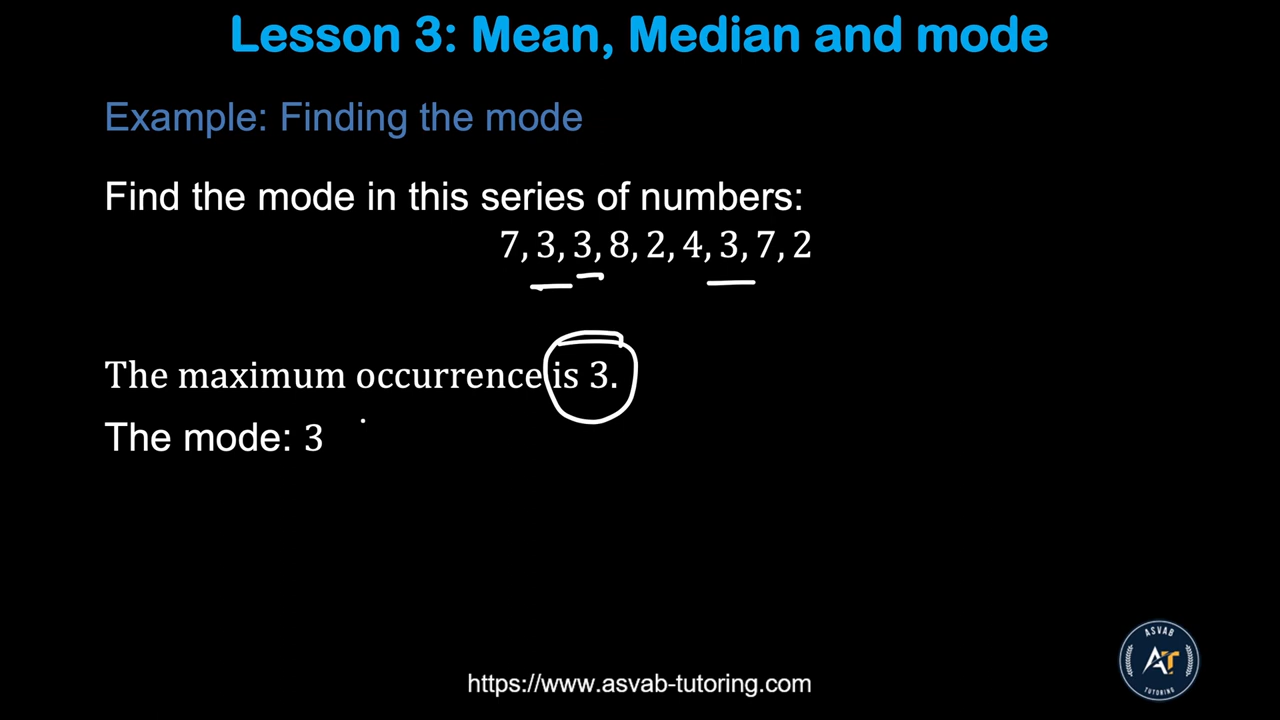 Lesson 3: Mean, Median and mode
Example: Finding the mode
Find the mode in this series of numbers:
7, 3, 3, 8, 2, 4, 3, 7, 2
The maximum occurrence is 3.
The mode: 3
ASVAB
AT
TUTORING
https://www.asvab-tutoring.com